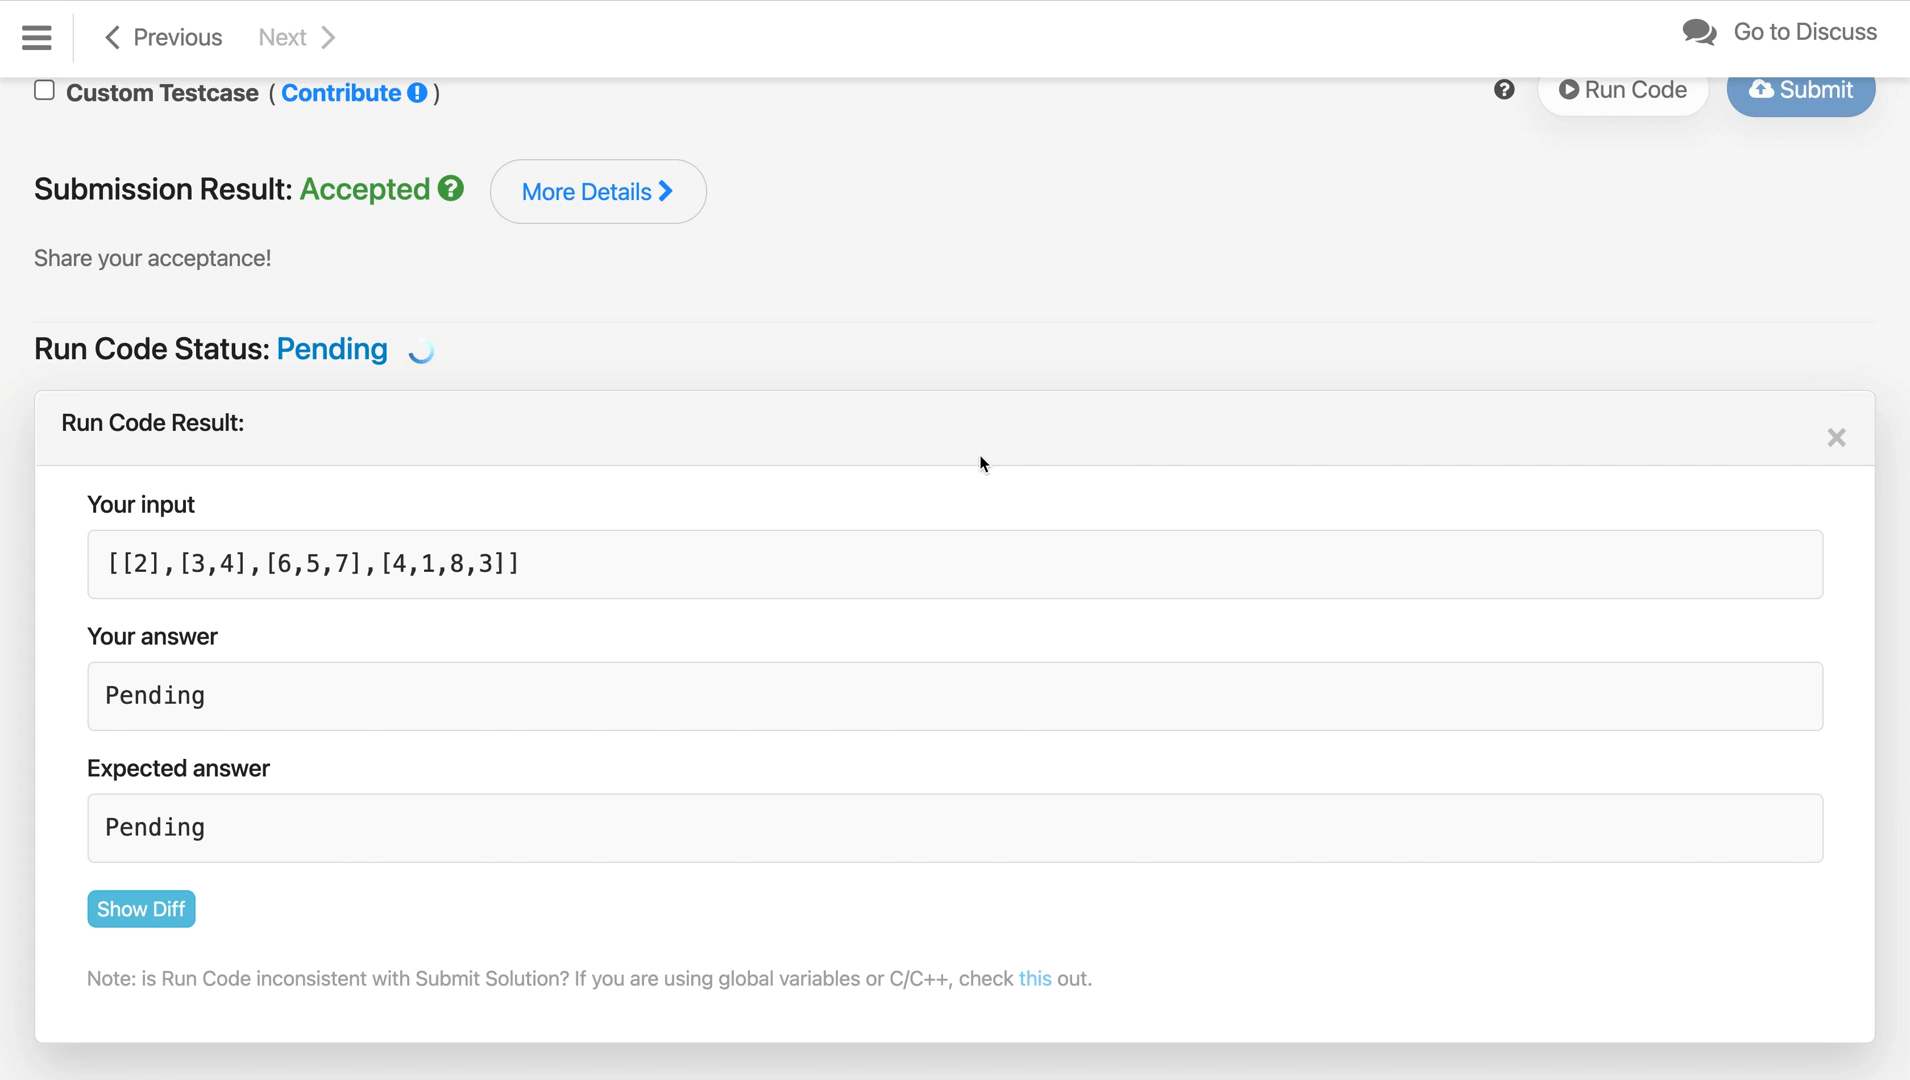 Previous Next Go to Discuss
Custom Testcase ( Contribute ) Run Code Submit
Submission Result: Accepted More Details
Share your acceptance!
Run Code Status: Pending
Run Code Result:
Your input
[[2],[3,4],[6,5,7],[4,1,8,3]]
Your answer
Pending
Expected answer
Pending
Show Diff
Note: is Run Code inconsistent with Submit Solution? If you are using global variables or C/C++, check this out.